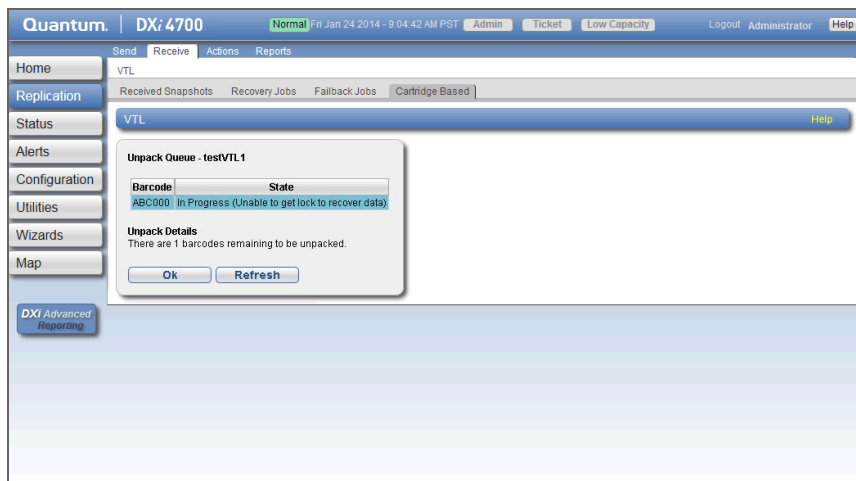 Quantum. DXi 4700 Normal Fri Jan 24 2014 - 9:04:42 AM PST Admin Ticket Low Capacity Logout Administrator Help
Send Receive Actions Reports
Home
VTL
Replication
Received Snapshots Recovery Jobs Failback Jobs Cartridge Based
Status
VTL Help
Alerts
Unpack Queue - testVTL1
Configuration
Barcode State
Utilities
ABC000 In Progress (Unable to get lock to recover data)
Wizards
Unpack Details
There are 1 barcodes remaining to be unpacked.
Map
Ok Refresh
DXi Advanced
Reporting